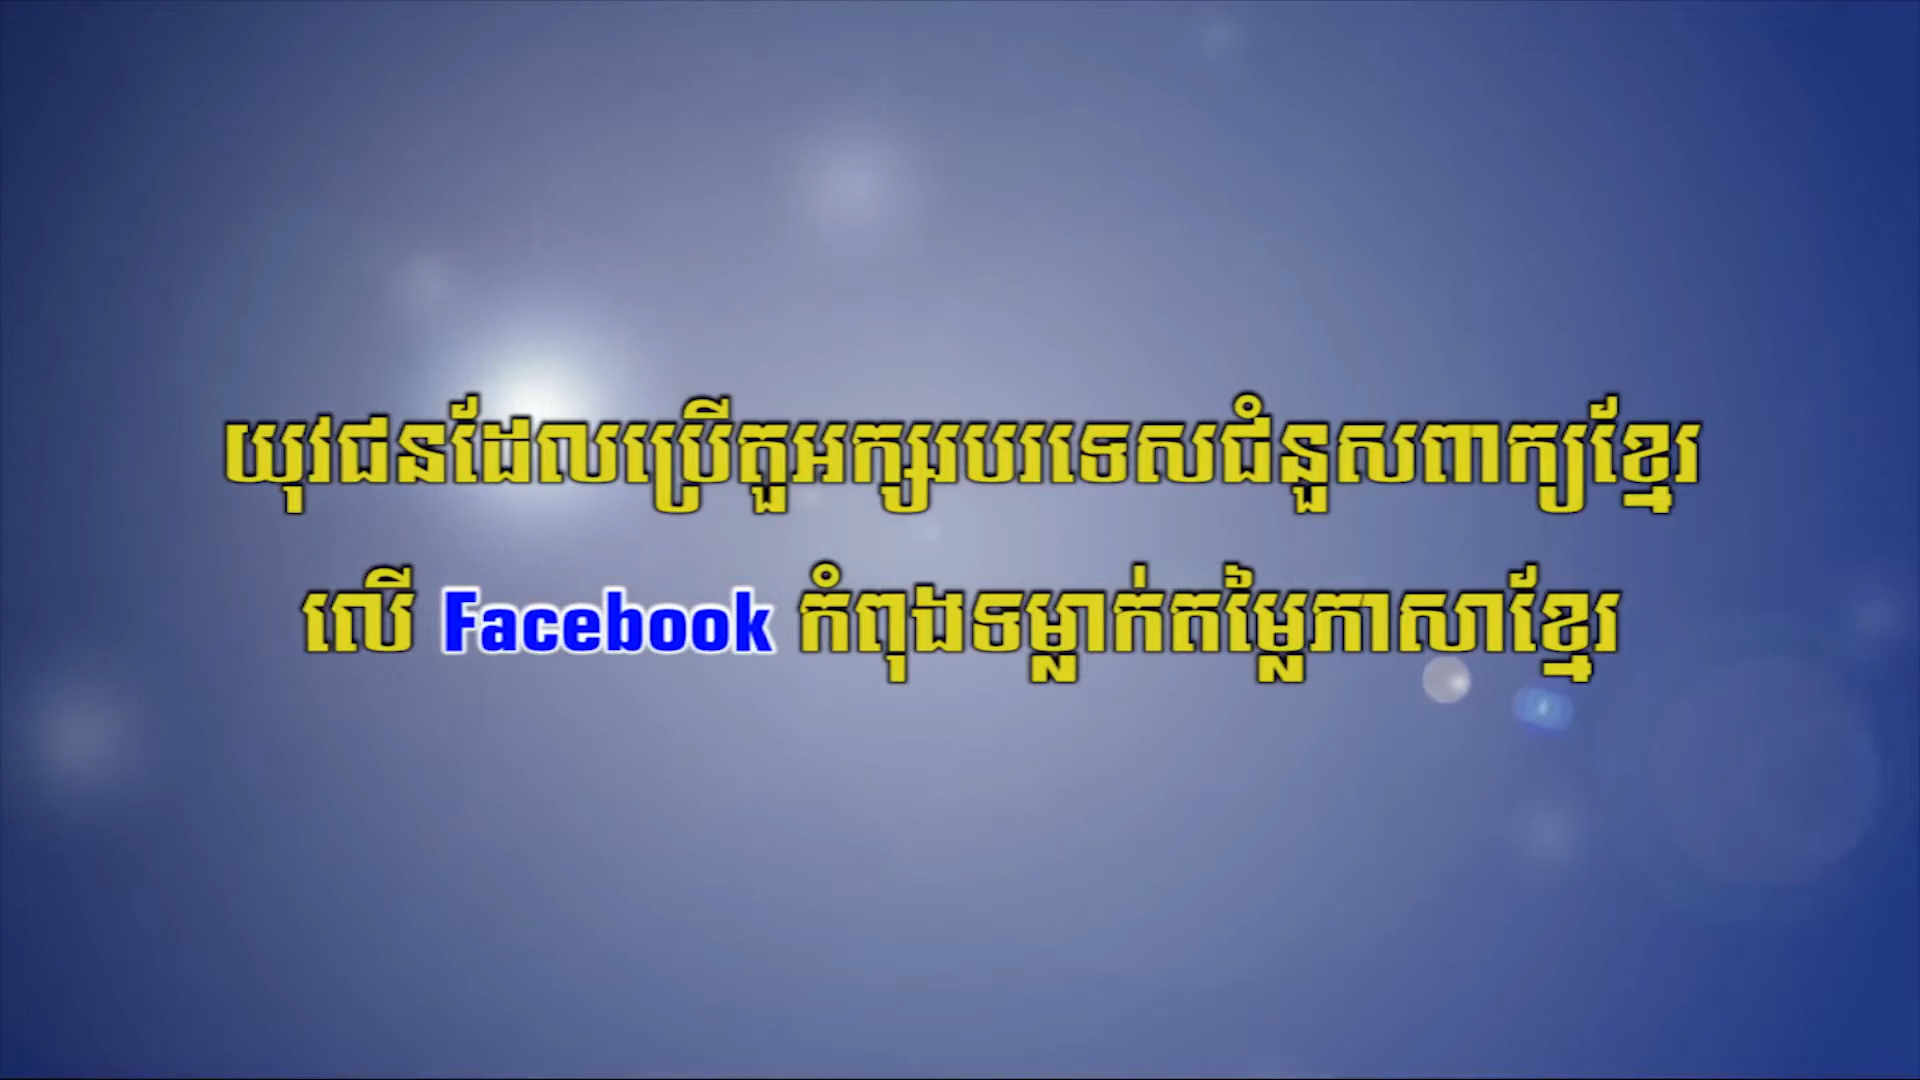 យុវជនដែលប្រើតួអក្សរបរទេសជំនួសពាក្យខ្មែរ
លើ Facebook កំពុងទម្លាក់តម្លៃភាសាខ្មែរ